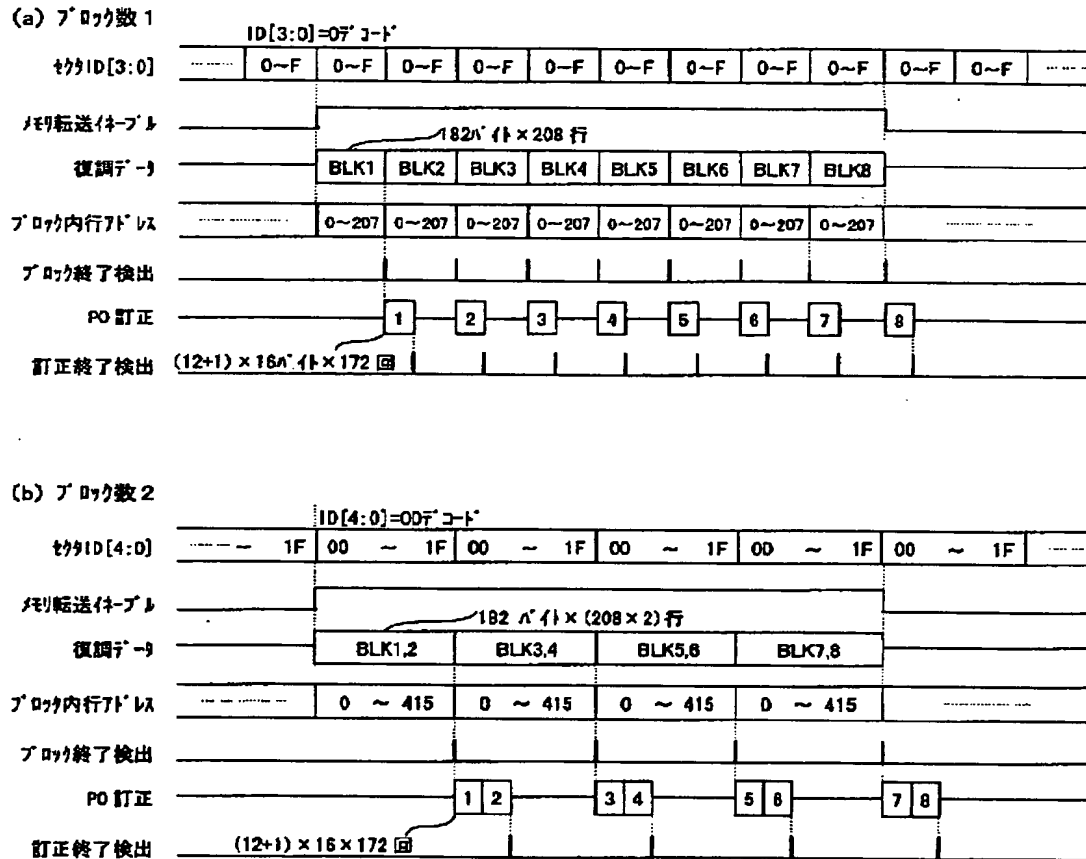 (a) ブロック数1
ID[3:0]=0デコード
セクタID[3:0] 0~F 0~F 0~F 0~F 0~F 0~F 0~F 0~F 0~F 0~F 0~F
メモリ転送イネーブル
182バイト×208行
復調データ BLK1 BLK2 BLK3 BLK4 BLK5 BLK6 BLK7 BLK8
ブロック内行アドレス 0~207 0~207 0~207 0~207 0~207 0~207 0~207 0~207
ブロック終了検出
PO訂正 1 2 3 4 5 6 7 8
訂正終了検出 (12+1)×16バイト×172回
(b) ブロック数2
ID[4:0]=00デコード
セクタID[4:0] ~ 1F 00 ~ 1F 00 ~ 1F 00 ~ 1F 00 ~ 1F 00 ~ 1F
メモリ転送イネーブル
182バイト×(208×2)行
復調データ BLK1,2 BLK3,4 BLK5,6 BLK7,8
ブロック内行アドレス 0 ~ 415 0 ~ 415 0 ~ 415 0 ~ 415
ブロック終了検出
PO訂正 1 2 3 4 5 6 7 8
訂正終了検出 (12+1)×16×172回